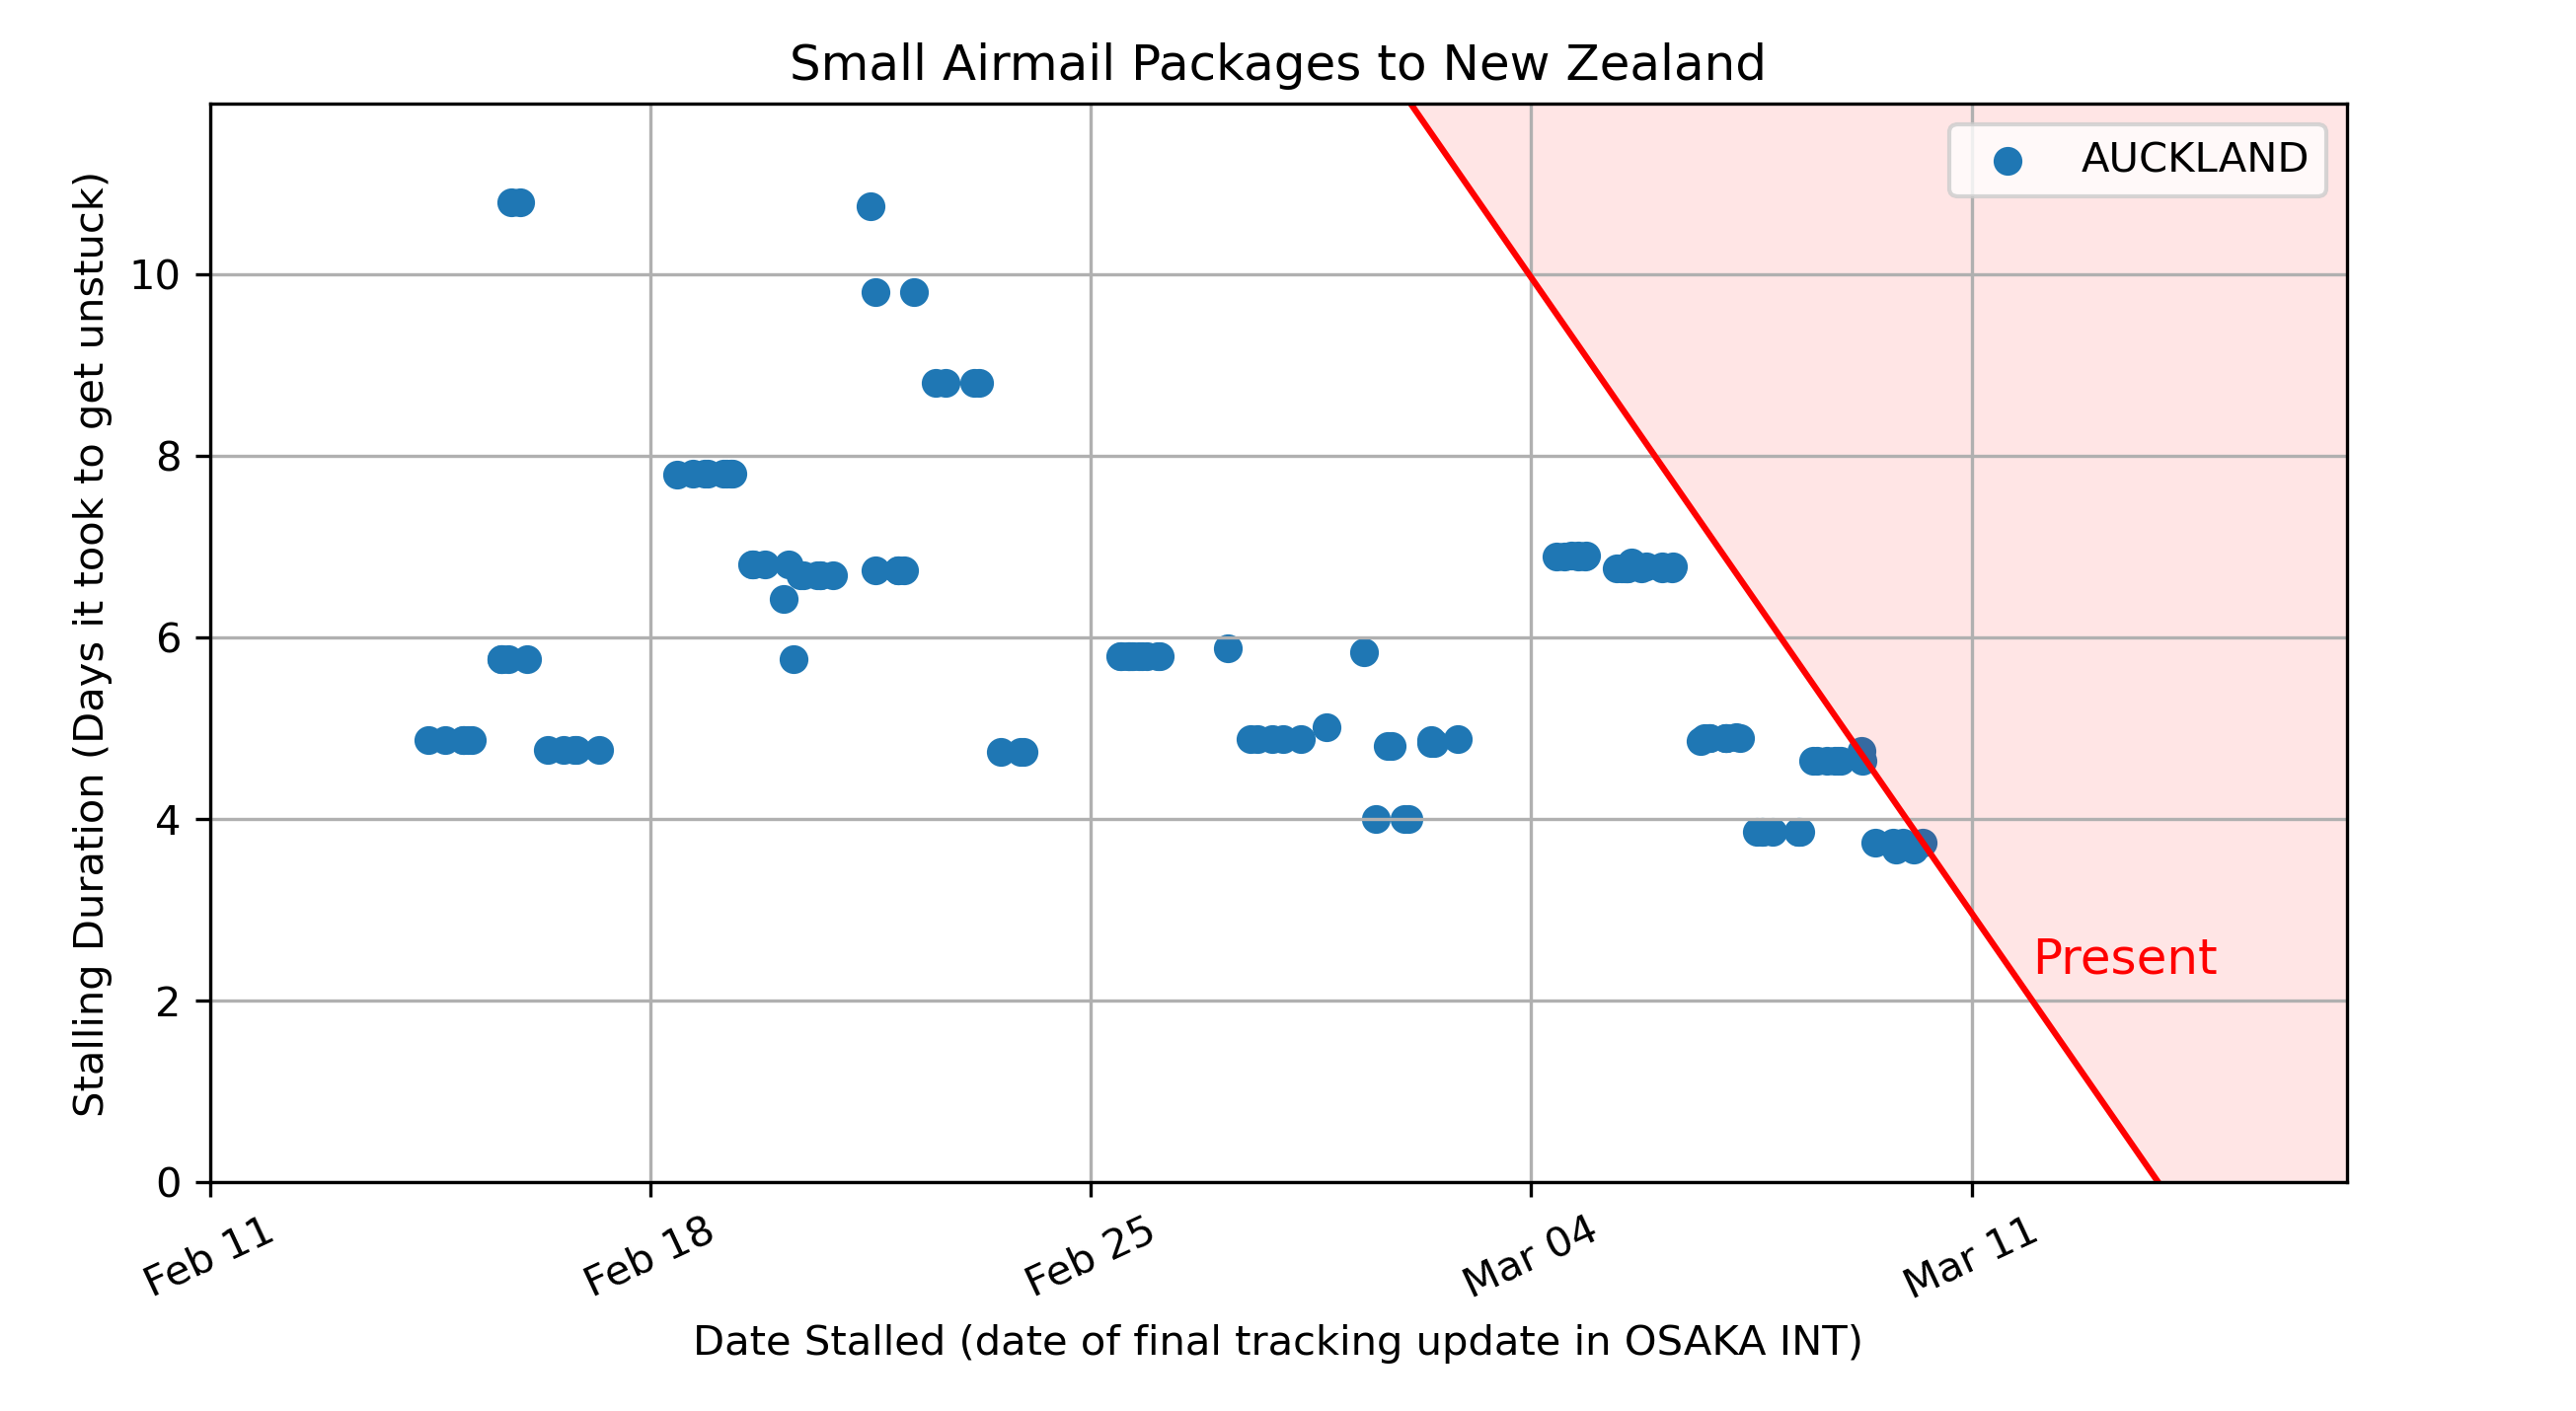 Small Airmail Packages to New Zealand
AUCKLAND
Stalling Duration (Days it took to get unstuck)
10
8
6
4
2
0
Present
Feb 11
Feb 18
Feb 25
Mar 04
Mar 11
Date Stalled (date of final tracking update in OSAKA INT)